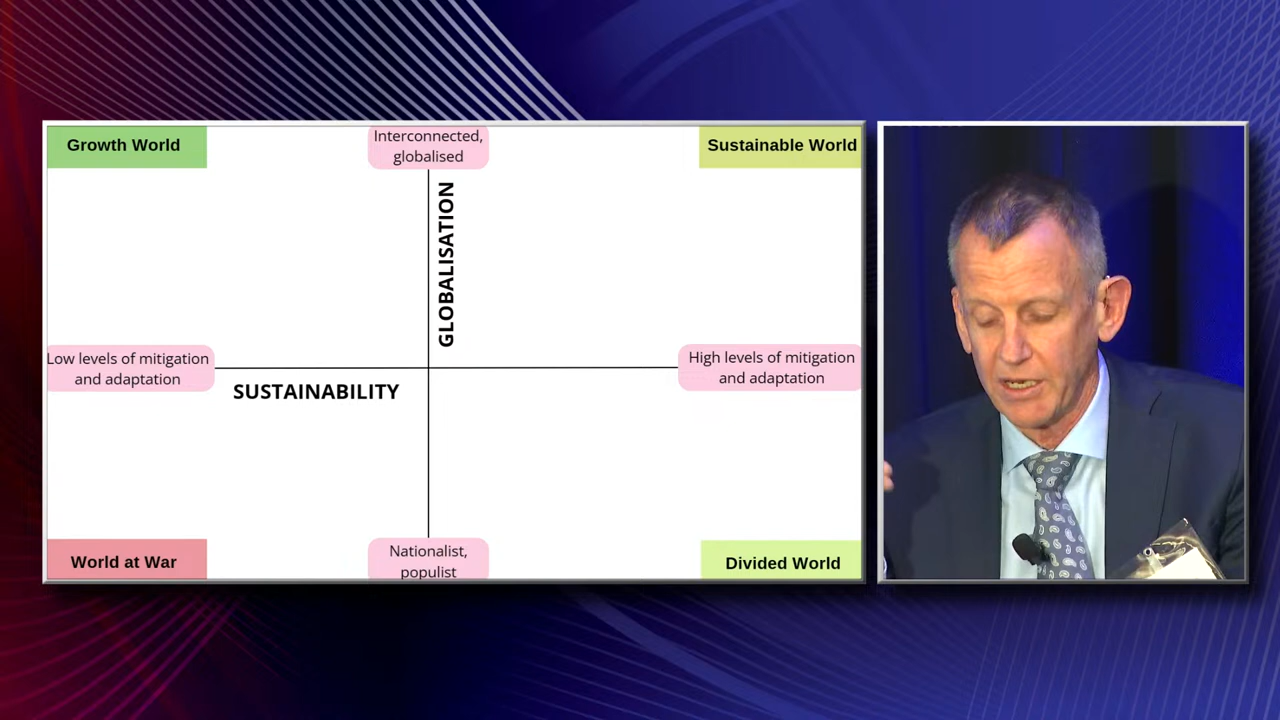 Growth World
Interconnected,
globalised
Sustainable World
GLOBALISATION
Low levels of mitigation
and adaptation
High levels of mitigation
and adaptation
SUSTAINABILITY
World at War
Nationalist,
populist
Divided World